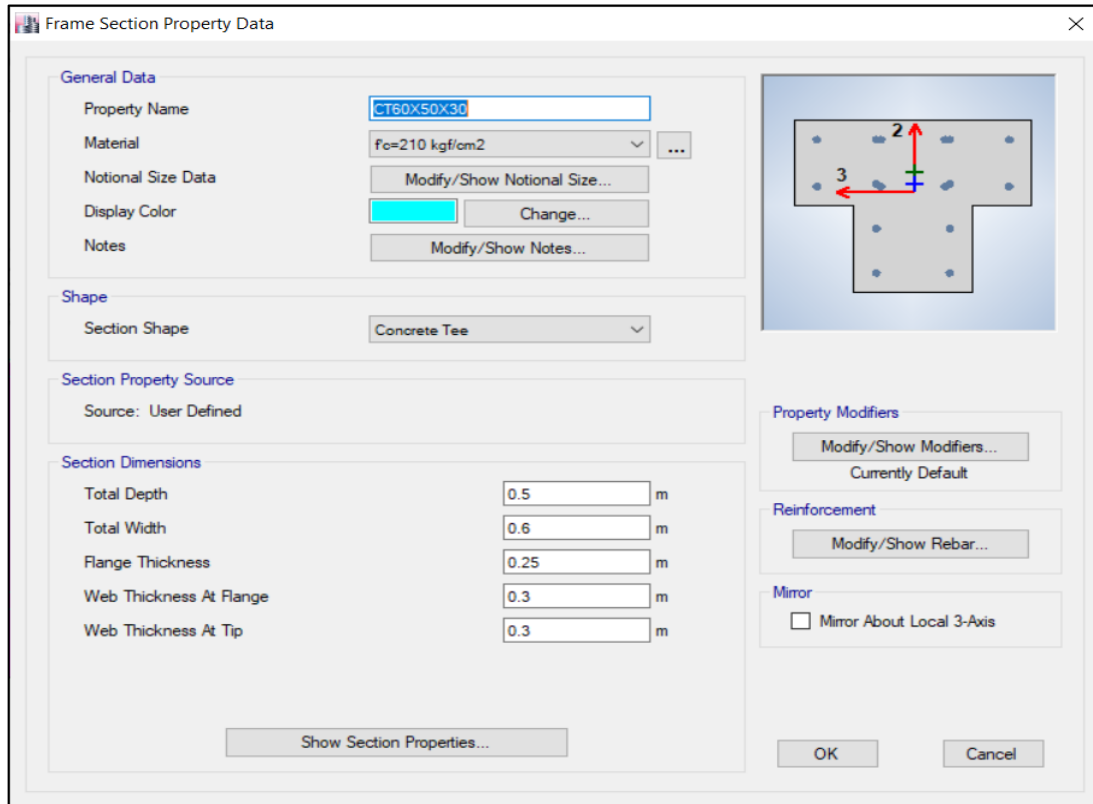 Frame Section Property Data
General Data
Property Name CT60X50X30
Material f'c=210 kgf/cm2 ...
Notional Size Data Modify/Show Notional Size...
Display Color Change...
Notes Modify/Show Notes...
2
3
Shape
Section Shape Concrete Tee
Section Property Source
Source: User Defined
Property Modifiers
Modify/Show Modifiers...
Currently Default
Section Dimensions
Total Depth 0.5 m
Total Width 0.6 m
Flange Thickness 0.25 m
Web Thickness At Flange 0.3 m
Web Thickness At Tip 0.3 m
Reinforcement
Modify/Show Rebar...
Mirror
Mirror About Local 3-Axis
Show Section Properties...
OK Cancel